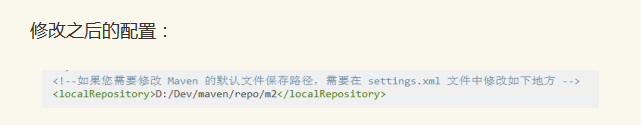 修改之后的配置：
<!--如果您需要修改 Maven 的默认文件保存路径，需要在 settings.xml 文件中修改如下地方 -->
<localRepository>D:/Dev/maven/repo/m2</localRepository>